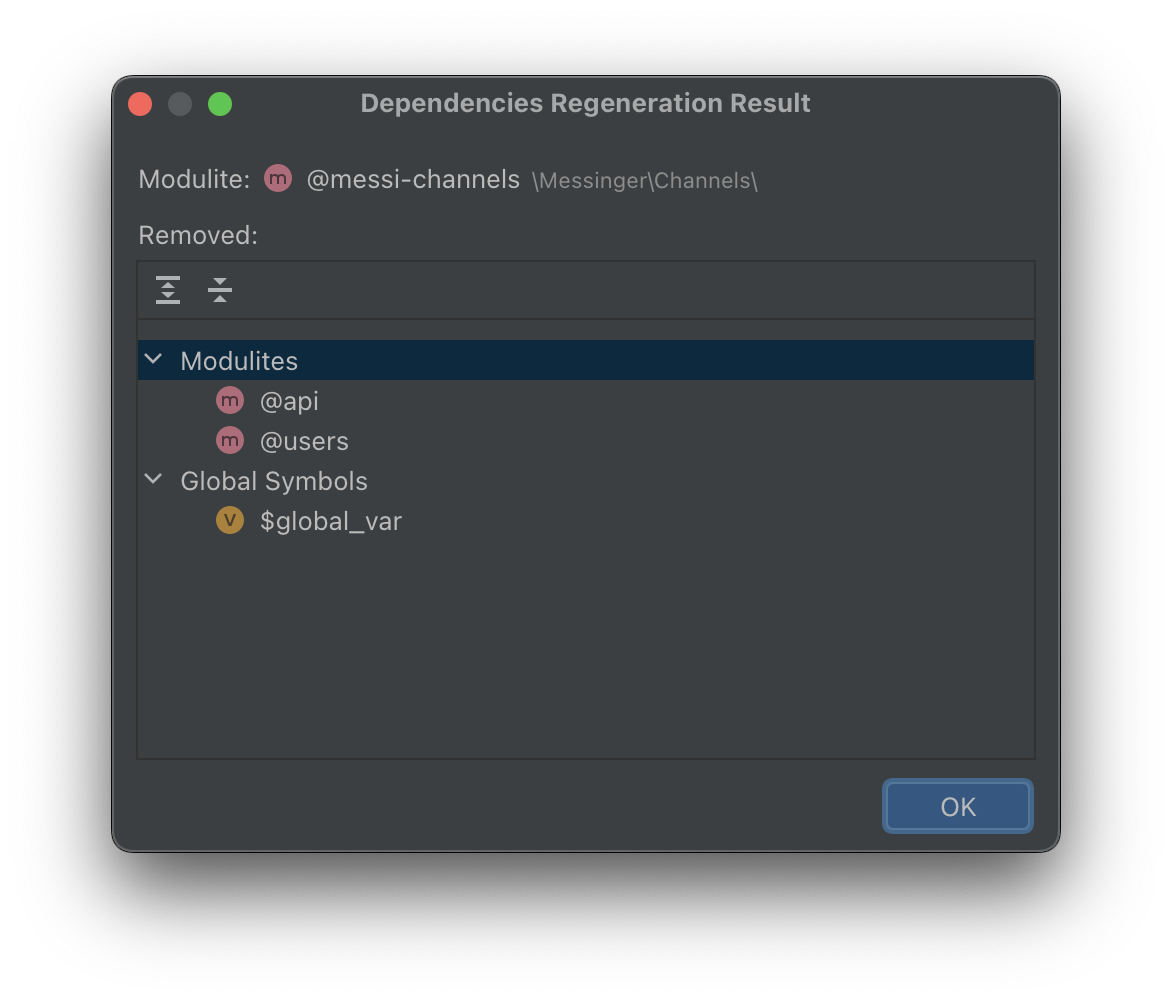 Dependencies Regeneration Result
Modulite: m @messi-channels \Messinger\Channels\
Removed:
Modulites
m @api
m @users
Global Symbols
V $global_var
OK